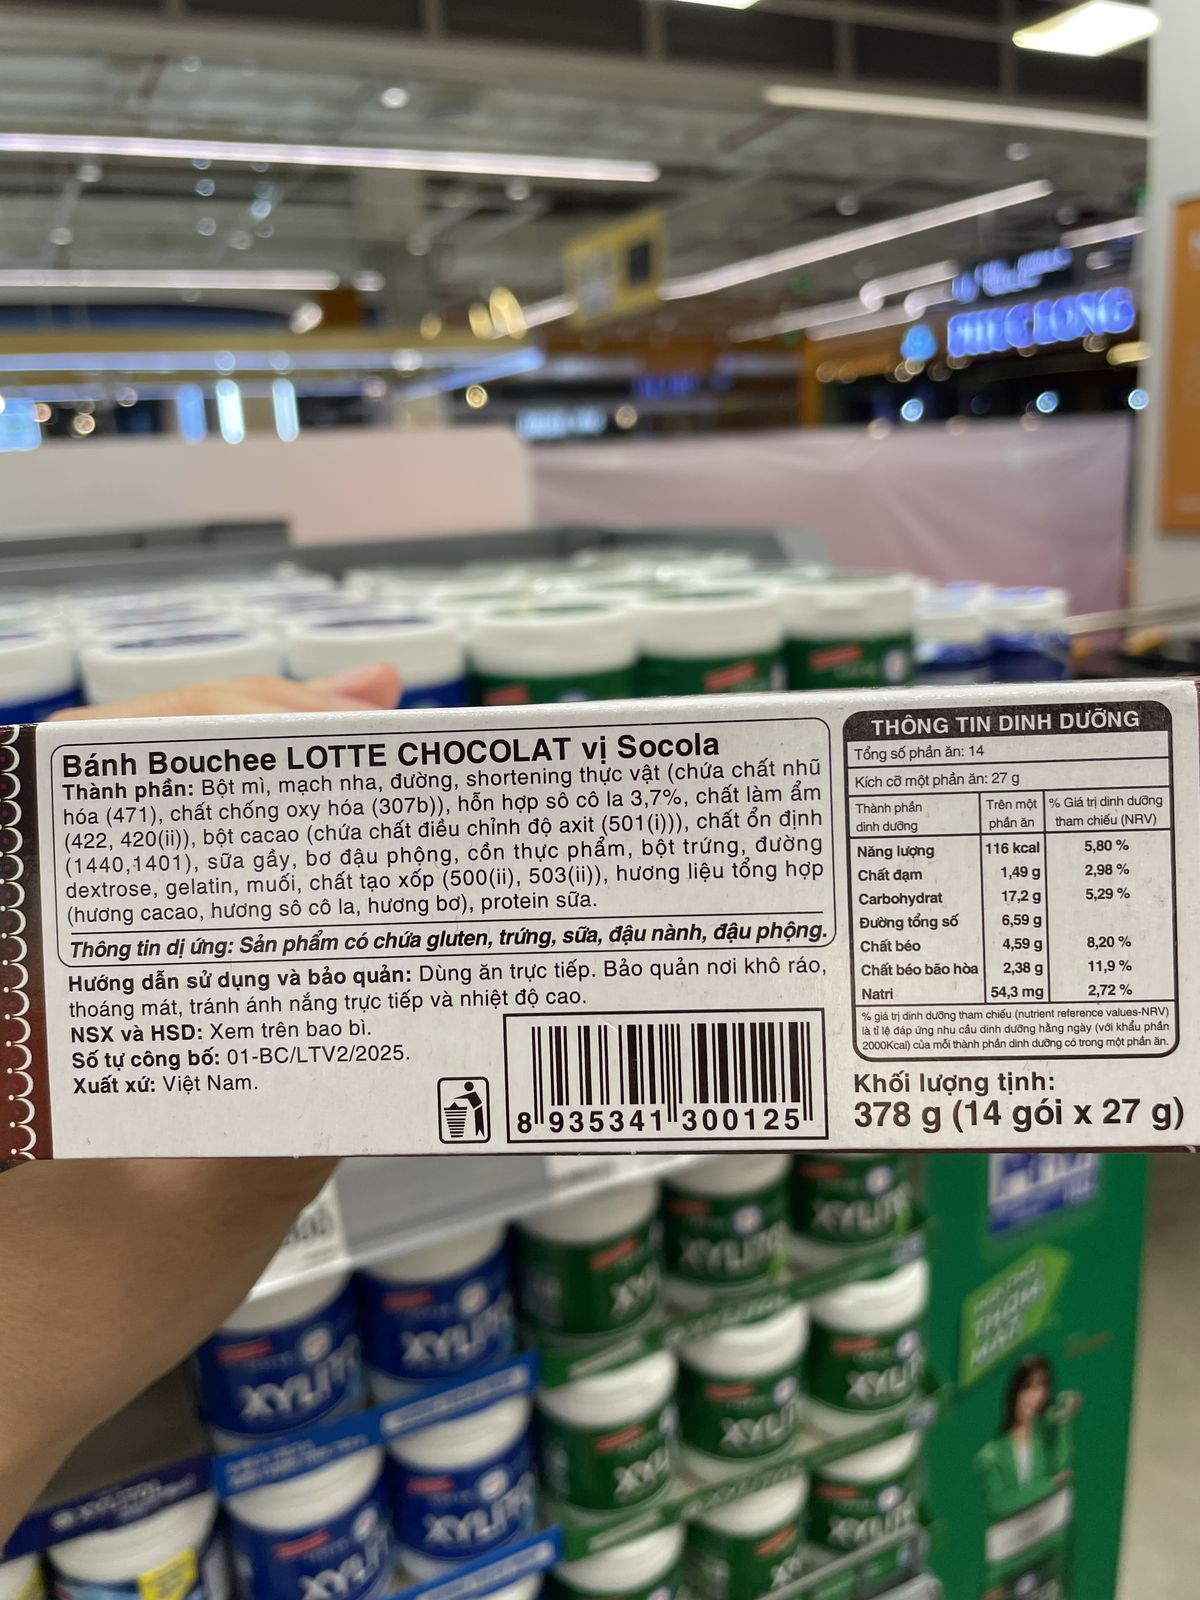 Bánh Bouchee LOTTE CHOCOLAT vị Socola
Thành phần: Bột mì, mạch nha, đường, shortening thực vật (chứa chất nhũ
hóa (471), chất chống oxy hóa (307b)), hỗn hợp sô cô la 3,7%, chất làm ẩm
(422, 420(ii)), bột cacao (chứa chất điều chỉnh độ axit (501(i))), chất ổn định
(1440,1401), sữa gầy, bơ đậu phộng, cồn thực phẩm, bột trứng, đường
dextrose, gelatin, muối, chất tạo xốp (500(ii), 503(ii)), hương liệu tổng hợp
(hương cacao, hương sô cô la, hương bơ), protein sữa.
Thông tin dị ứng: Sản phẩm có chứa gluten, trứng, sữa, đậu nành, đậu phộng.
Hướng dẫn sử dụng và bảo quản: Dùng ăn trực tiếp. Bảo quản nơi khô ráo,
thoáng mát, tránh ánh nắng trực tiếp và nhiệt độ cao.
NSX và HSD: Xem trên bao bì.
Số tự công bố: 01-BC/LTV2/2025.
Xuất xứ: Việt Nam.
8 935341 300125
THÔNG TIN DINH DƯỠNG
Tổng số phần ăn: 14
Kích cỡ một phần ăn: 27 g
Thành phần dinh dưỡng Trên một phần ăn % Giá trị dinh dưỡng tham chiếu (NRV)
Năng lượng 116 kcal 5,80 %
Chất đạm 1,49 g 2,98 %
Carbohydrat 17,2 g 5,29 %
Đường tổng số 6,59 g
Chất béo 4,59 g 8,20 %
Chất béo bão hòa 2,38 g 11,9 %
Natri 54,3 mg 2,72 %
% giá trị dinh dưỡng tham chiếu (nutrient reference values-NRV)
là tỉ lệ đáp ứng nhu cầu dinh dưỡng hằng ngày (với khẩu phần
2000Kcal) của mỗi thành phần dinh dưỡng có trong một phần ăn.
Khối lượng tịnh:
378 g (14 gói x 27 g)